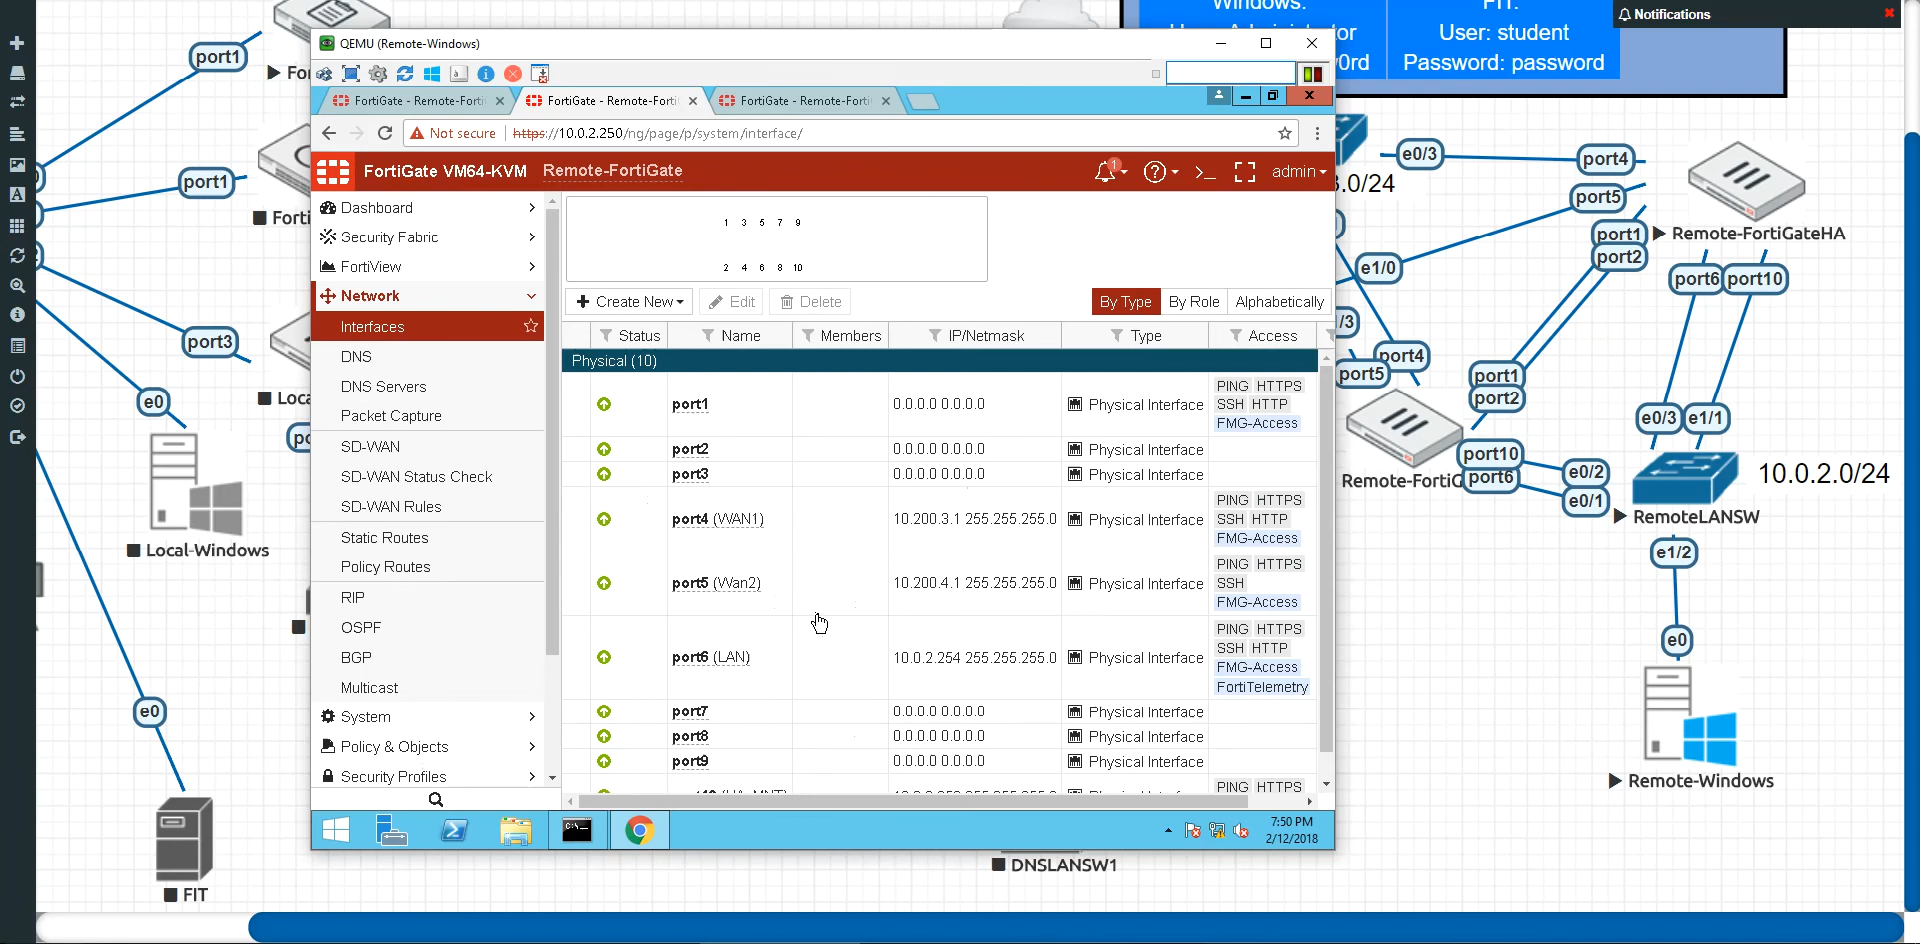 Windows:
FIT:
User: student
Password: password
Notifications
QEMU (Remote-Windows)
FortiGate - Remote-Forti
FortiGate - Remote-Forti
FortiGate - Remote-Forti
Not secure
https://10.0.2.250/ng/page/p/system/interface/
FortiGate VM64-KVM
Remote-FortiGate
1
admin
Dashboard
Security Fabric
FortiView
Network
Interfaces
DNS
DNS Servers
Packet Capture
SD-WAN
SD-WAN Status Check
SD-WAN Rules
Static Routes
Policy Routes
RIP
OSPF
BGP
Multicast
System
Policy & Objects
Security Profiles
1 3 5 7 9
2 4 6 8 10
Create New
Edit
Delete
By Type
By Role
Alphabetically
Status
Name
Members
IP/Netmask
Type
Access
Physical (10)
port1
0.0.0.0 0.0.0.0
Physical Interface
PING HTTPS
SSH HTTP
FMG-Access
port2
0.0.0.0 0.0.0.0
Physical Interface
port3
0.0.0.0 0.0.0.0
Physical Interface
port4 (WAN1)
10.200.3.1 255.255.255.0
Physical Interface
PING HTTPS
SSH HTTP
FMG-Access
port5 (Wan2)
10.200.4.1 255.255.255.0
Physical Interface
PING HTTPS
SSH
FMG-Access
port6 (LAN)
10.0.2.254 255.255.255.0
Physical Interface
PING HTTPS
SSH HTTP
FMG-Access
FortiTelemetry
port7
0.0.0.0 0.0.0.0
Physical Interface
port8
0.0.0.0 0.0.0.0
Physical Interface
port9
0.0.0.0 0.0.0.0
Physical Interface
PING HTTPS
7:50 PM
2/12/2018
port1
port1
port3
e0
Local-Windows
e0
FIT
DNSLANSW1
e0/3
port4
port5
port1
port2
Remote-FortiGateHA
e1/0
port6
port10
port4
port5
port1
port2
e0/3
e1/1
port10
port6
e0/2
e0/1
10.0.2.0/24
RemoteLANSW
e1/2
e0
Remote-Windows